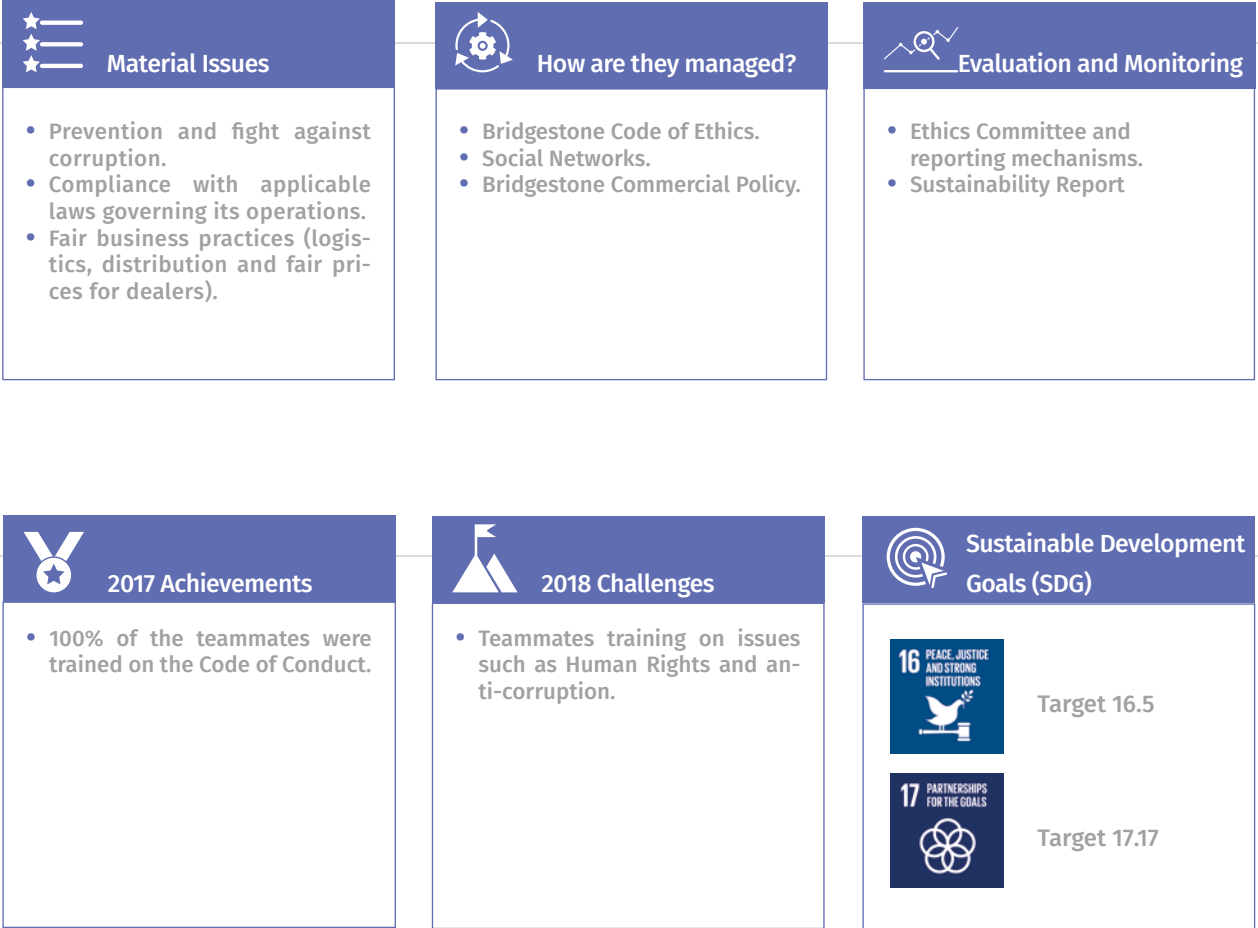 Material Issues
• Prevention and fight against
corruption.
• Compliance with applicable
laws governing its operations.
• Fair business practices (logis-
tics, distribution and fair pri-
ces for dealers).
How are they managed?
• Bridgestone Code of Ethics.
• Social Networks.
• Bridgestone Commercial Policy.
Evaluation and Monitoring
• Ethics Committee and
reporting mechanisms.
• Sustainability Report
2017 Achievements
• 100% of the teammates were
trained on the Code of Conduct.
2018 Challenges
• Teammates training on issues
such as Human Rights and an-
ti-corruption.
Sustainable Development
Goals (SDG)
16 PEACE, JUSTICE
AND STRONG
INSTITUTIONS
Target 16.5
17 PARTNERSHIPS
FOR THE GOALS
Target 17.17